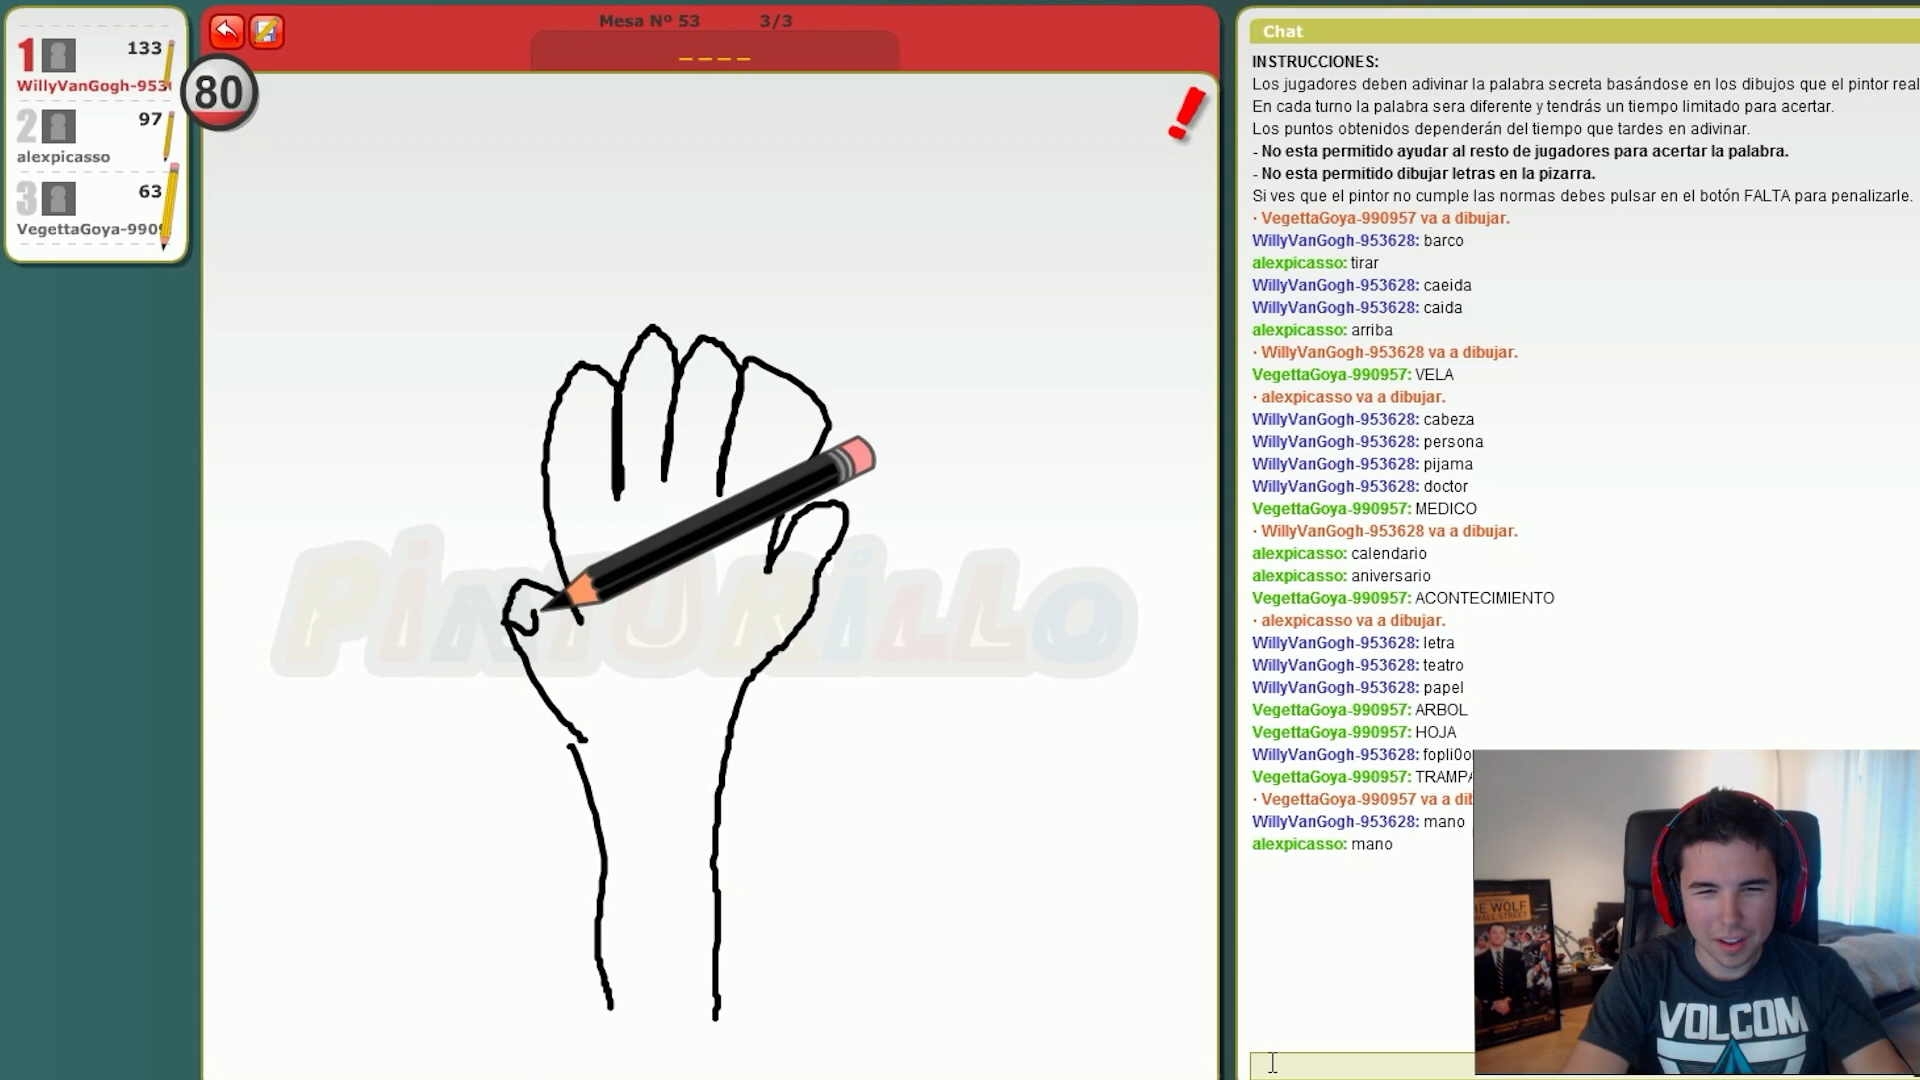 1 133
WillyVanGogh-953
2 97
alexpicasso
3 63
VegettaGoya-990
80
Mesa Nº 53 3/3
_ _ _ _
PINTURILLO
Chat
INSTRUCCIONES:
Los jugadores deben adivinar la palabra secreta basándose en los dibujos que el pintor real
En cada turno la palabra sera diferente y tendrás un tiempo limitado para acertar.
Los puntos obtenidos dependerán del tiempo que tardes en adivinar.
- No esta permitido ayudar al resto de jugadores para acertar la palabra.
- No esta permitido dibujar letras en la pizarra.
Si ves que el pintor no cumple las normas debes pulsar en el botón FALTA para penalizarle.
· VegettaGoya-990957 va a dibujar.
WillyVanGogh-953628: barco
alexpicasso: tirar
WillyVanGogh-953628: caeida
WillyVanGogh-953628: caida
alexpicasso: arriba
· WillyVanGogh-953628 va a dibujar.
VegettaGoya-990957: VELA
· alexpicasso va a dibujar.
WillyVanGogh-953628: cabeza
WillyVanGogh-953628: persona
WillyVanGogh-953628: pijama
WillyVanGogh-953628: doctor
VegettaGoya-990957: MEDICO
· WillyVanGogh-953628 va a dibujar.
alexpicasso: calendario
alexpicasso: aniversario
VegettaGoya-990957: ACONTECIMIENTO
· alexpicasso va a dibujar.
WillyVanGogh-953628: letra
WillyVanGogh-953628: teatro
WillyVanGogh-953628: papel
VegettaGoya-990957: ARBOL
VegettaGoya-990957: HOJA
WillyVanGogh-953628: fopli0o
VegettaGoya-990957: TRAMPA
· VegettaGoya-990957 va a dib
WillyVanGogh-953628: mano
alexpicasso: mano
HE WOLF
WALL STREET
VOLCOM